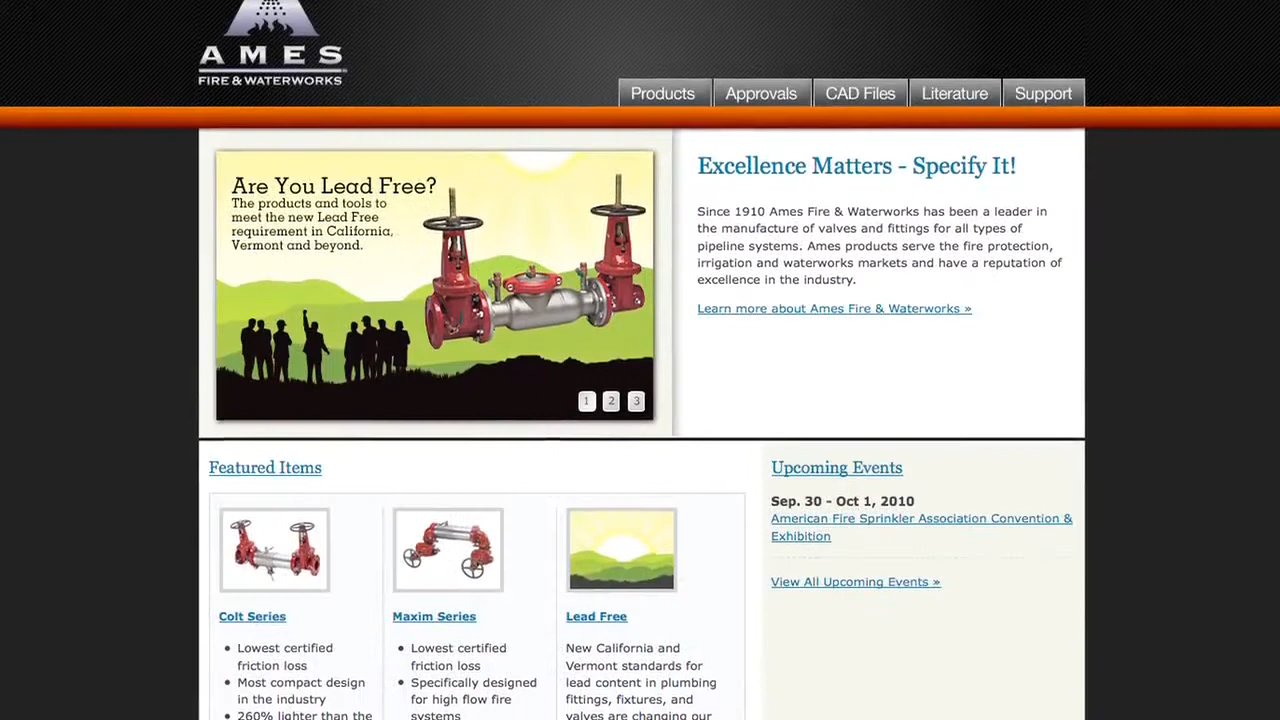 AMES
FIRE & WATERWORKS
Products
Approvals
CAD Files
Literature
Support
Are You Lead Free?
The products and tools to
meet the new Lead Free
requirement in California,
Vermont and beyond.
1
2
3
Excellence Matters - Specify It!
Since 1910 Ames Fire & Waterworks has been a leader in
the manufacture of valves and fittings for all types of
pipeline systems. Ames products serve the fire protection,
irrigation and waterworks markets and have a reputation of
excellence in the industry.
Learn more about Ames Fire & Waterworks »
Featured Items
Colt Series
• Lowest certified
friction loss
• Most compact design
in the industry
• 260% lighter than the
Maxim Series
• Lowest certified
friction loss
• Specifically designed
for high flow fire
systems
Lead Free
New California and
Vermont standards for
lead content in plumbing
fittings, fixtures, and
valves are changing our
Upcoming Events
Sep. 30 - Oct 1, 2010
American Fire Sprinkler Association Convention &
Exhibition
View All Upcoming Events »